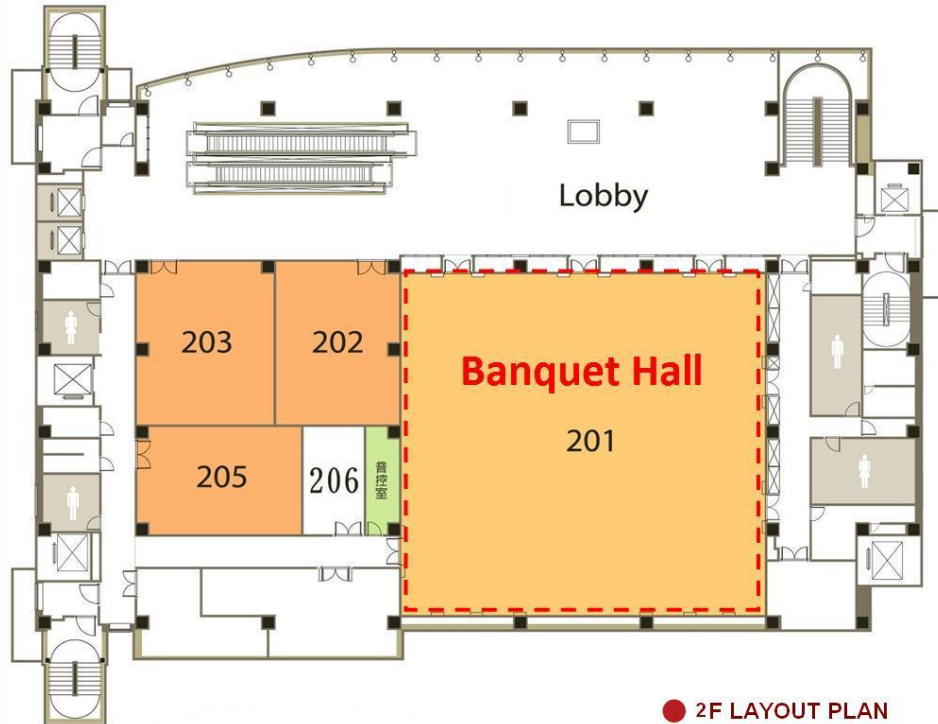 Lobby
203
202
Banquet Hall
201
205
206
音控室
2F LAYOUT PLAN